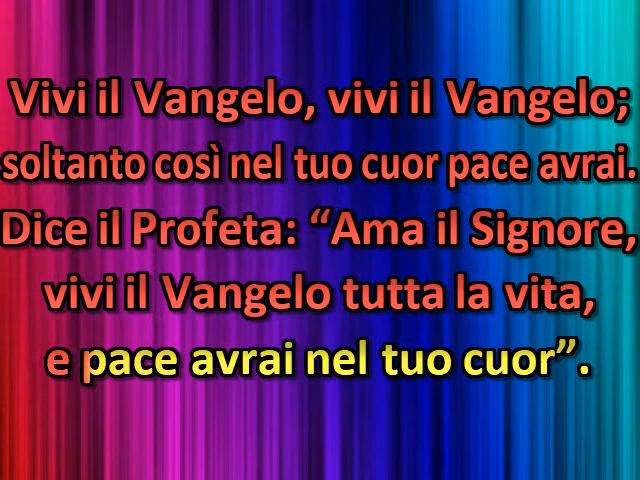 Vivi il Vangelo, vivi il Vangelo;
soltanto così nel tuo cuor pace avrai.
Dice il Profeta: “Ama il Signore,
vivi il Vangelo tutta la vita,
e pace avrai nel tuo cuor”.